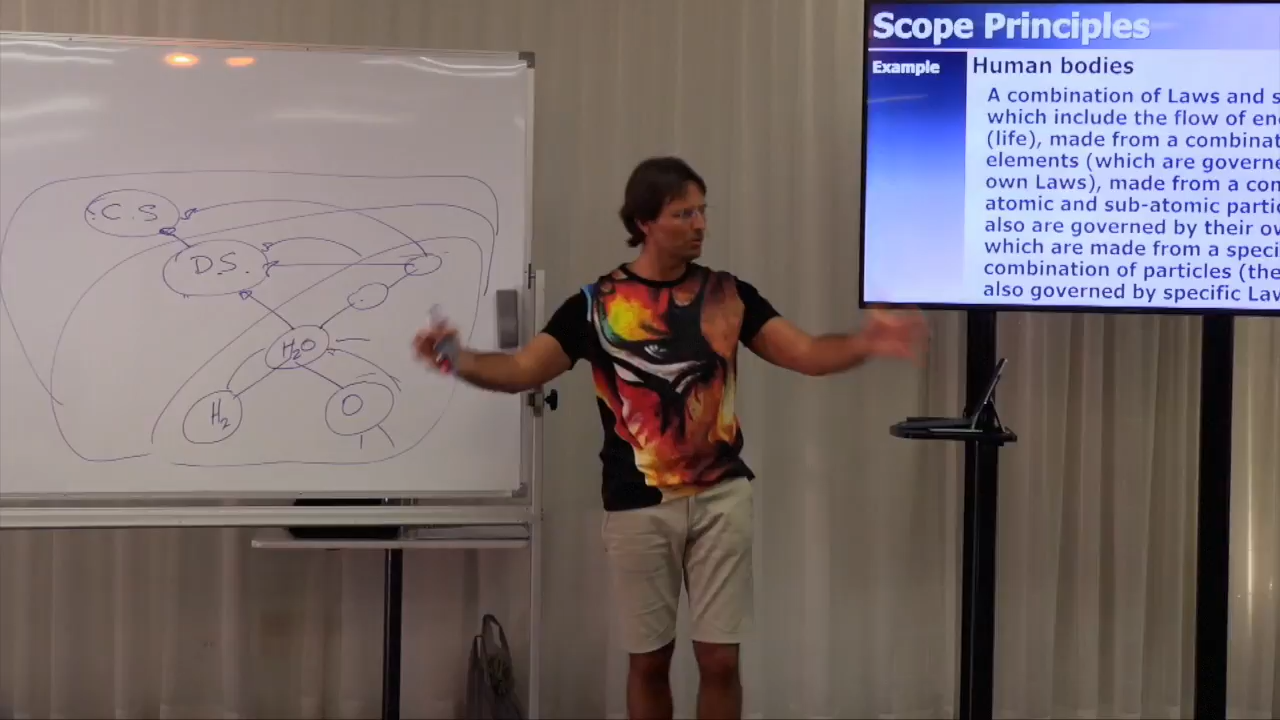 Scope Principles
Example
Human bodies
A combination of Laws and s
which include the flow of en
(life), made from a combinat
elements (which are governe
own Laws), made from a con
atomic and sub-atomic partic
also are governed by their ov
which are made from a speci
combination of particles (the
also governed by specific Law
.C.S
D.S.
H2O
H2
O